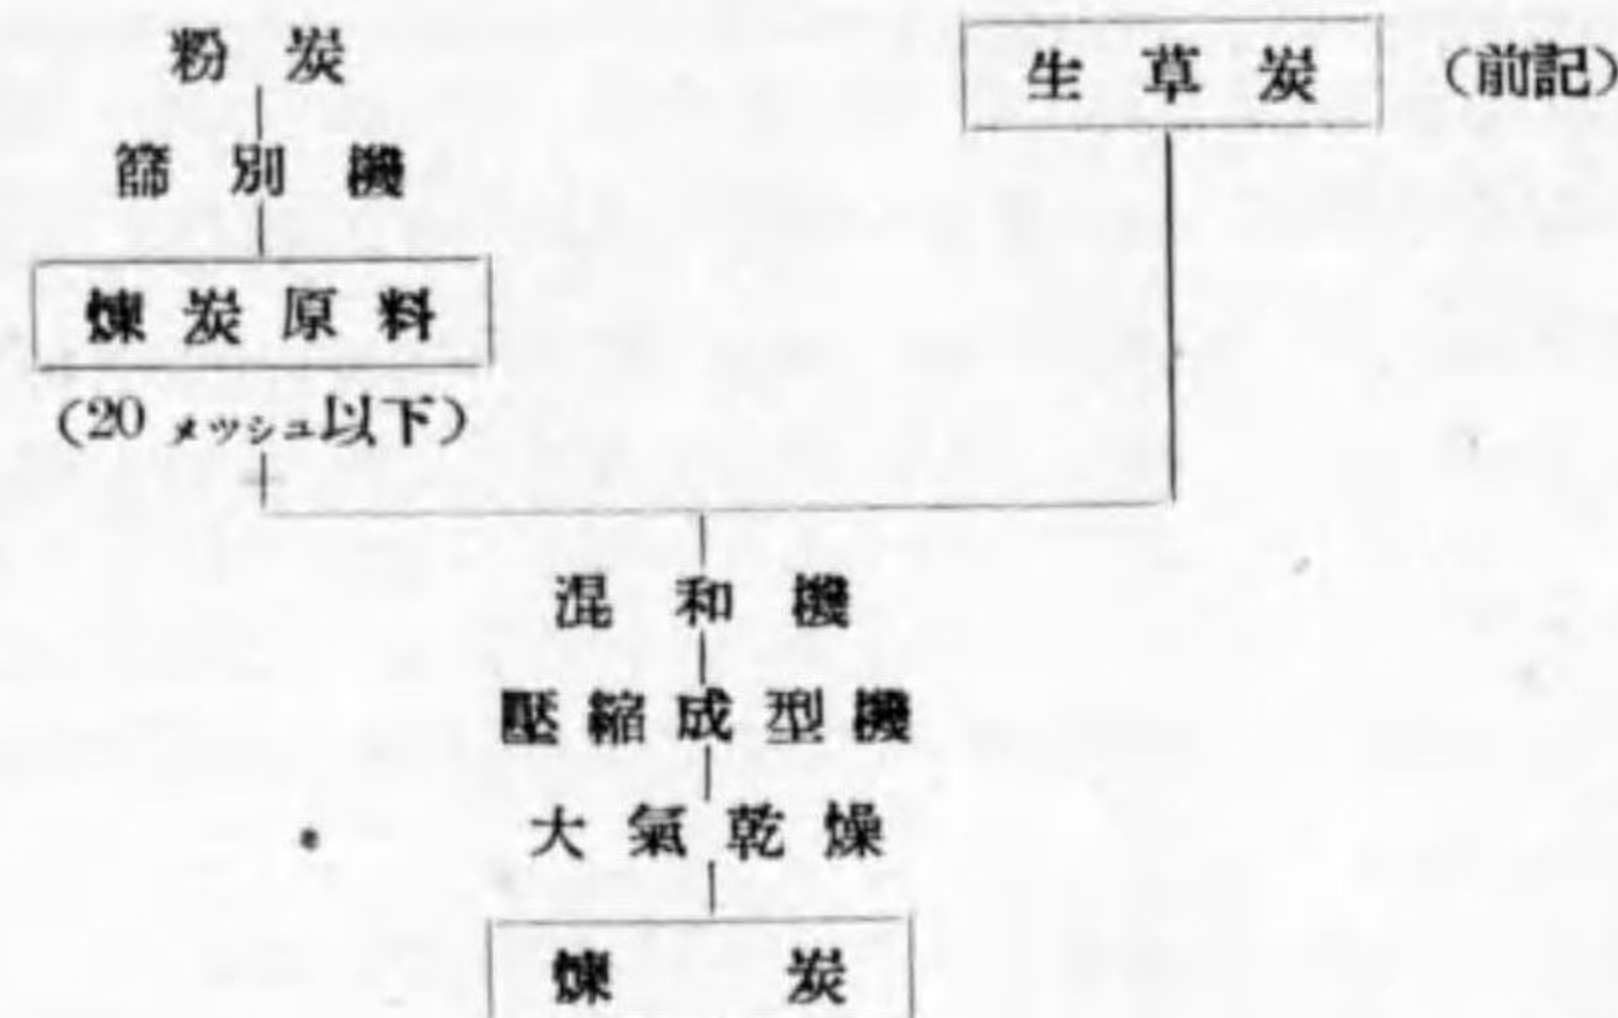 粉炭
篩別機
煉炭原料
(20 メッシュ以下)
生草炭 (前記)
混和機
壓縮成型機
大氣乾燥
煉炭